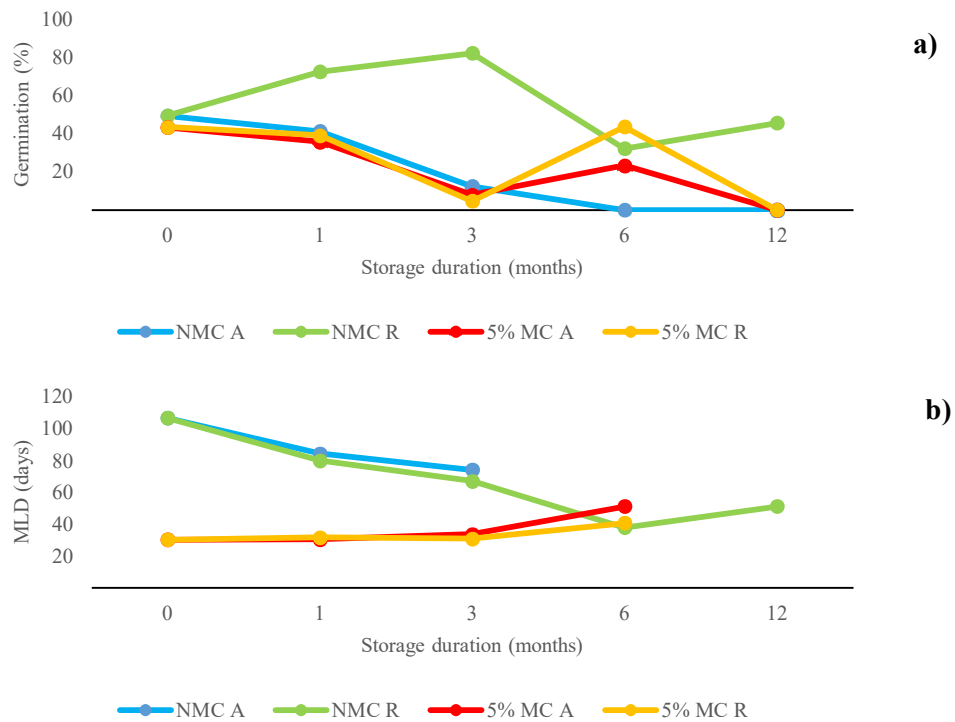 100
a)
80
60
40
20
Germination (%)
0 1 3 6 12
Storage duration (months)
NMC A NMC R 5% MC A 5% MC R
120
b)
100
80
60
40
20
MLD (days)
0 1 3 6 12
Storage duration (months)
NMC A NMC R 5% MC A 5% MC R